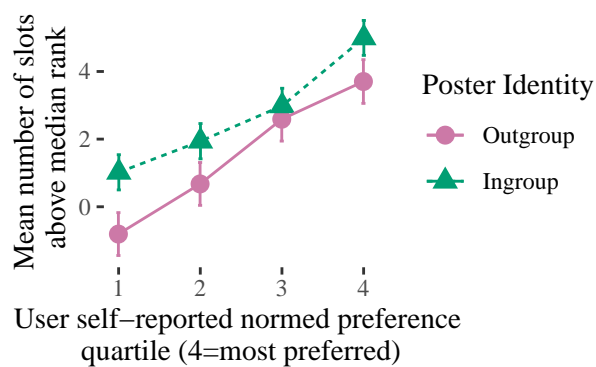 Mean number of slots
above median rank
4
2
0
1 2 3 4
User self−reported normed preference
quartile (4=most preferred)
Poster Identity
Outgroup
Ingroup